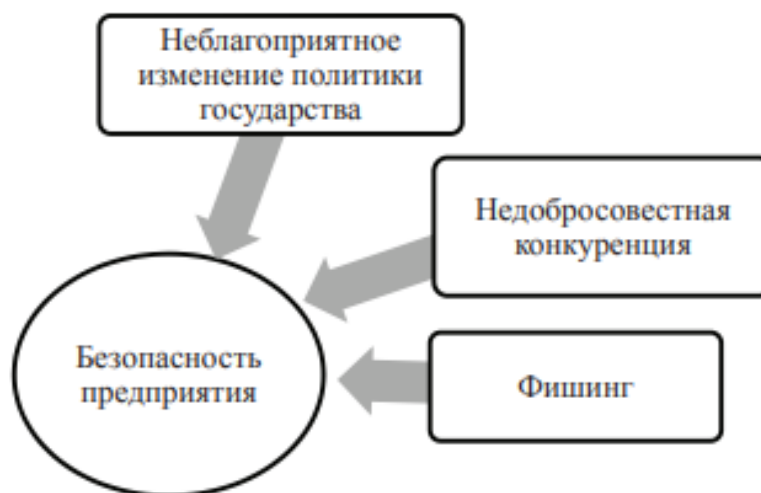 Неблагоприятное
изменение политики
государства
Недобросовестная
конкуренция
Безопасность
предприятия
Фишинг